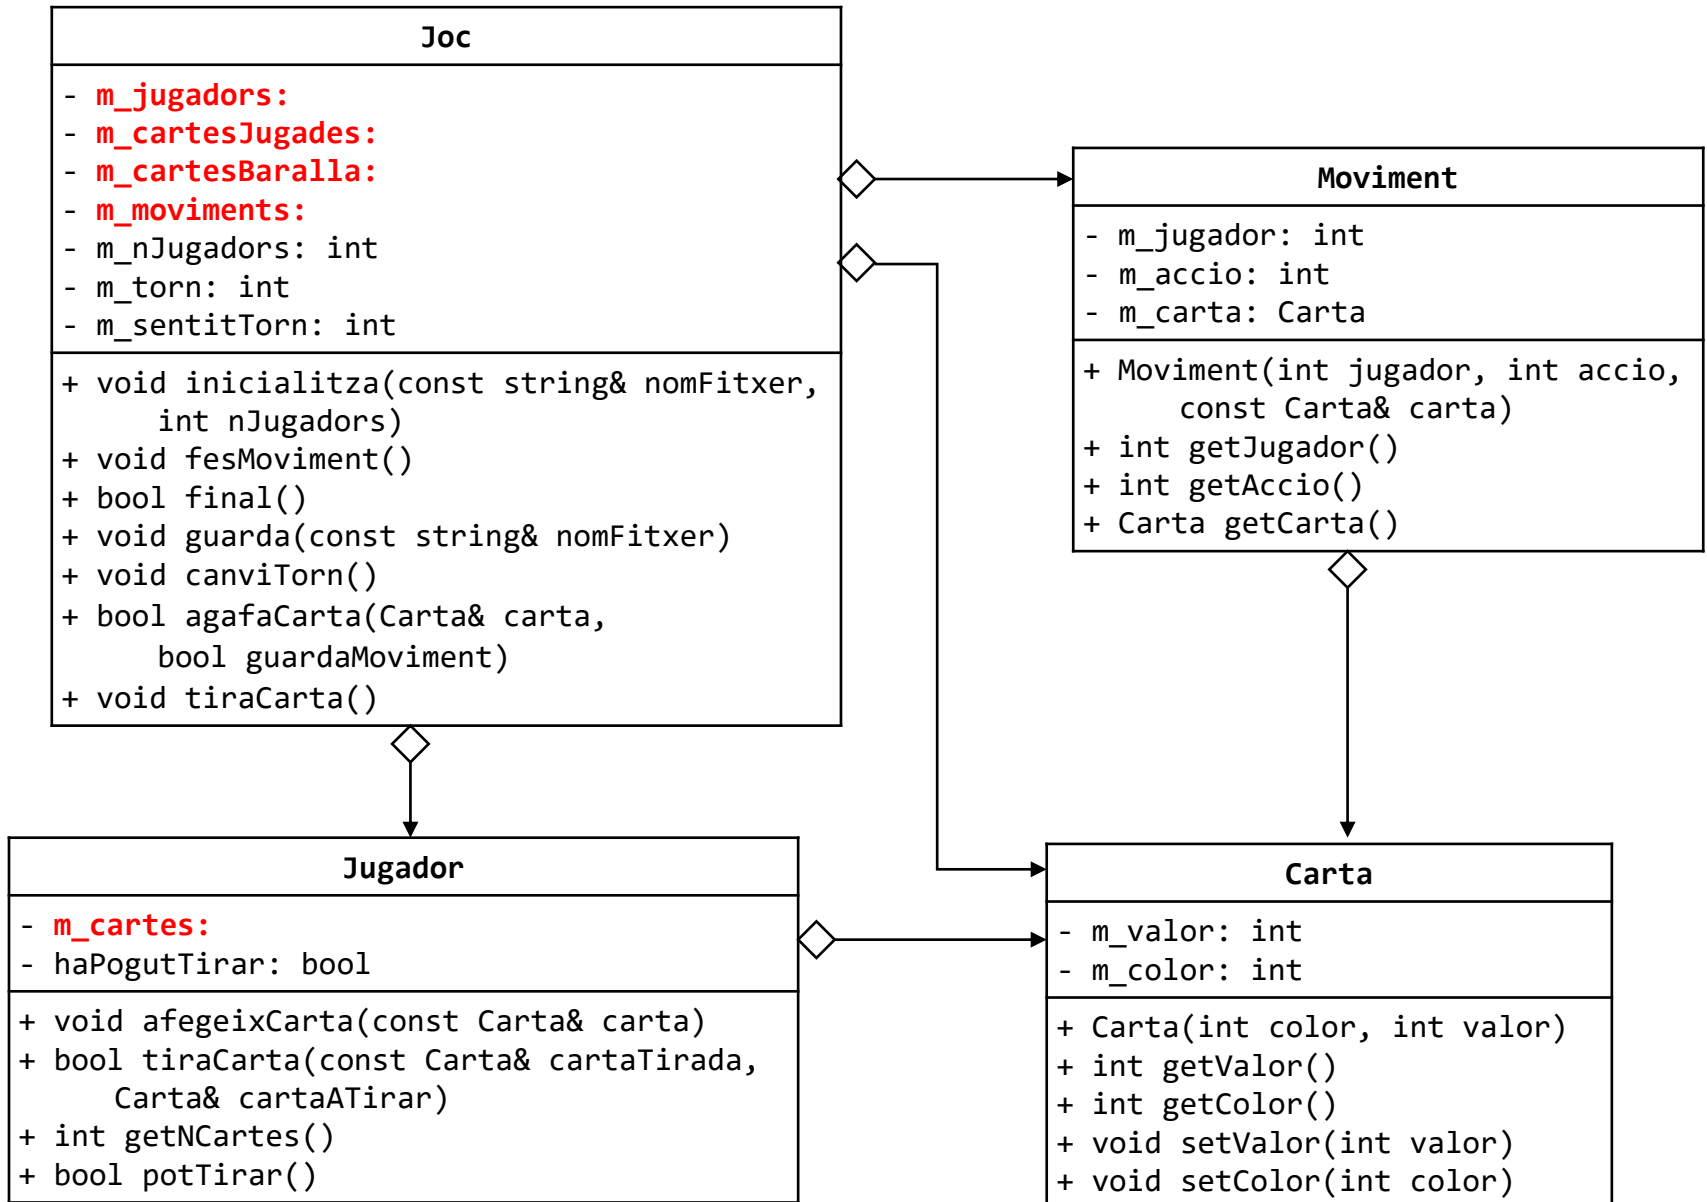 Joc
- m_jugadors:
- m_cartesJugades:
- m_cartesBaralla:
- m_moviments:
- m_nJugadors: int
- m_torn: int
- m_sentitTorn: int
+ void inicialitza(const string& nomFitxer,
int nJugadors)
+ void fesMoviment()
+ bool final()
+ void guarda(const string& nomFitxer)
+ void canviTorn()
+ bool agafaCarta(Carta& carta,
bool guardaMoviment)
+ void tiraCarta()
Moviment
- m_jugador: int
- m_accio: int
- m_carta: Carta
+ Moviment(int jugador, int accio,
const Carta& carta)
+ int getJugador()
+ int getAccio()
+ Carta getCarta()
Jugador
- m_cartes:
- haPogutTirar: bool
+ void afegeixCarta(const Carta& carta)
+ bool tiraCarta(const Carta& cartaTirada,
Carta& cartaATirar)
+ int getNCartes()
+ bool potTirar()
Carta
- m_valor: int
- m_color: int
+ Carta(int color, int valor)
+ int getValor()
+ int getColor()
+ void setValor(int valor)
+ void setColor(int color)